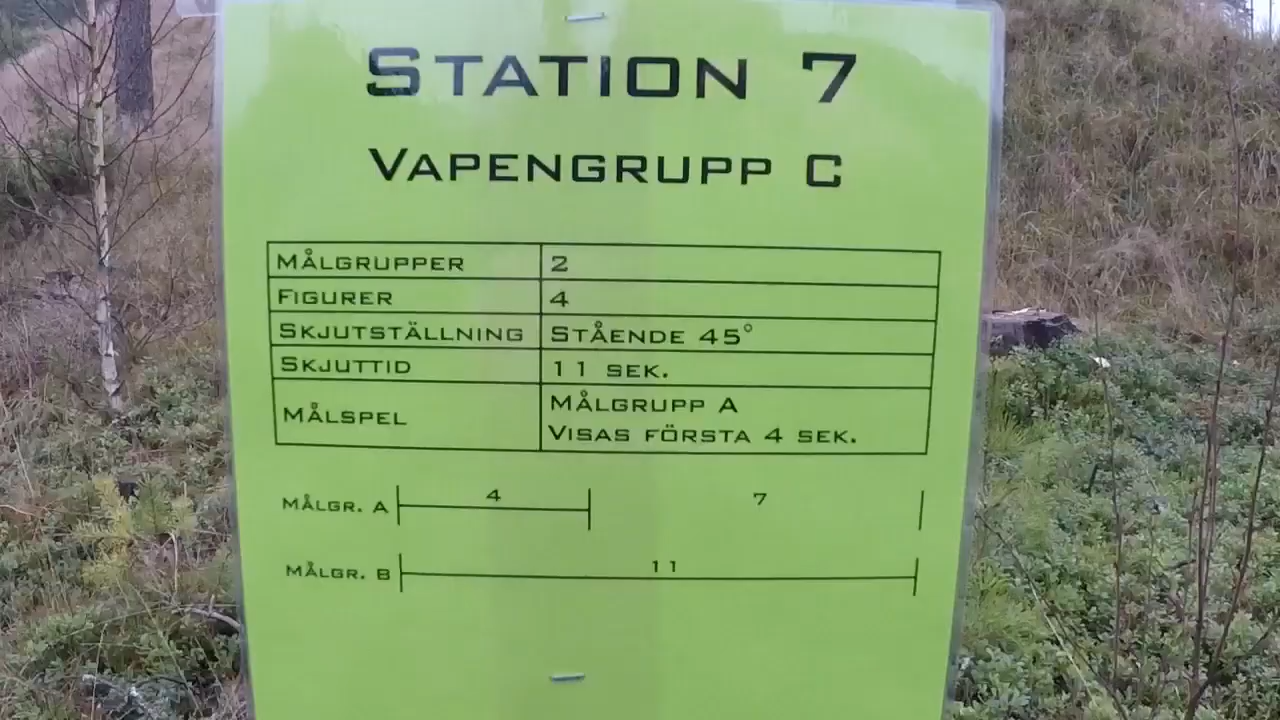 STATION 7
VAPENGRUPP C
MÅLGRUPPER 2
FIGURER 4
SKJUTSTÄLLNING STÅENDE 45°
SKJUTTID 11 SEK.
MÅLSPEL MÅLGRUPP A
VISAS FÖRSTA 4 SEK.
MÅLGR. A 4 7
MÅLGR. B 11